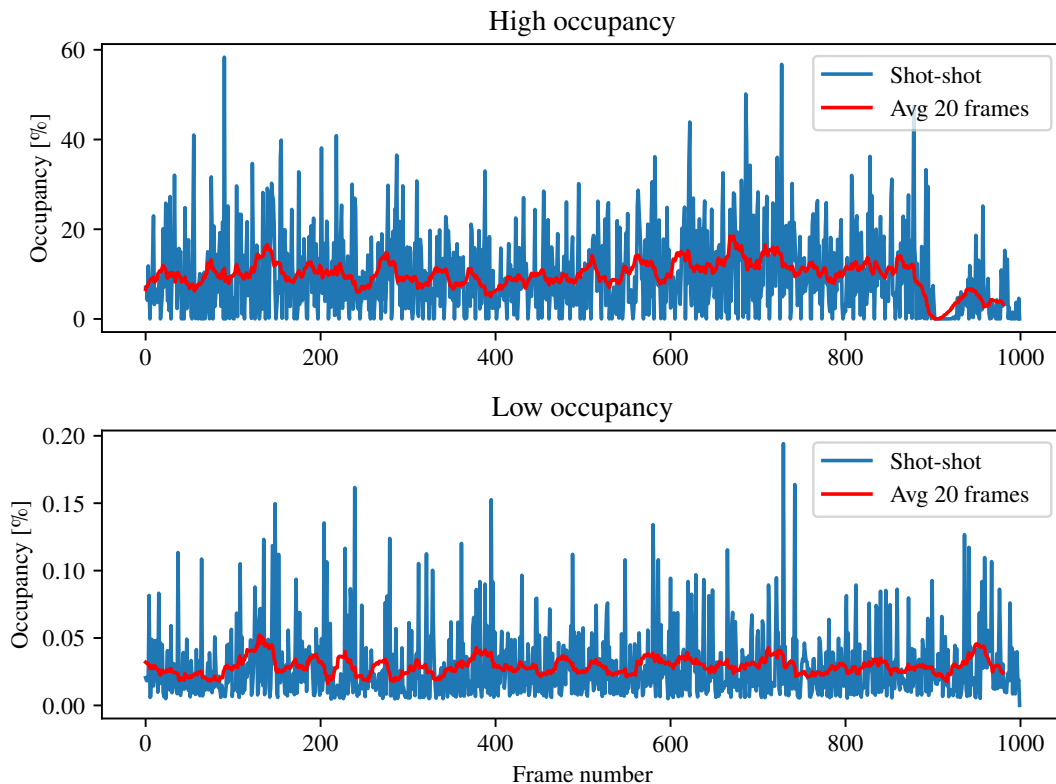 High occupancy
Occupancy [%]
60
40
20
0
Shot-shot
Avg 20 frames
0 200 400 600 800 1000
Low occupancy
Occupancy [%]
0.20
0.15
0.10
0.05
0.00
Shot-shot
Avg 20 frames
0 200 400 600 800 1000
Frame number